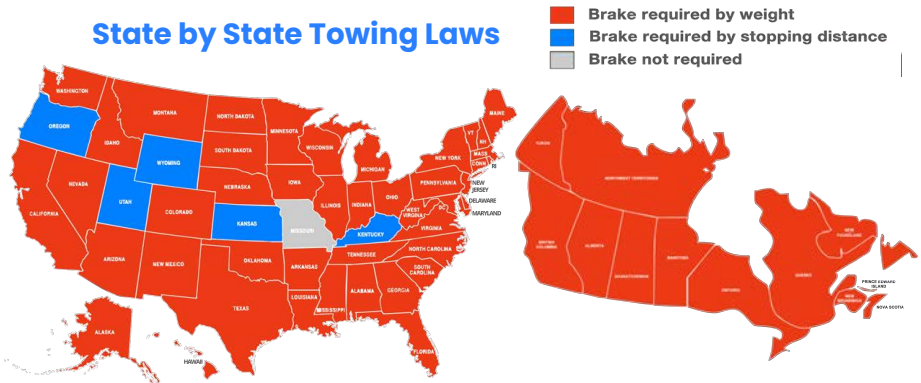 State by State Towing Laws
Brake required by weight
Brake required by stopping distance
Brake not required
WASHINGTON
OREGON
IDAHO
MONTANA
WYOMING
NEVADA
UTAH
CALIFORNIA
COLORADO
ARIZONA
NEW MEXICO
NORTH DAKOTA
SOUTH DAKOTA
NEBRASKA
KANSAS
OKLAHOMA
TEXAS
MINNESOTA
IOWA
MISSOURI
ARKANSAS
LOUISIANA
WISCONSIN
ILLINOIS
MICHIGAN
INDIANA
OHIO
KENTUCKY
TENNESSEE
MISSISSIPPI
ALABAMA
GEORGIA
FLORIDA
SOUTH
CAROLINA
NORTH CAROLINA
VIRGINIA
WEST
VIRGINIA
DC
PENNSYLVANIA
NEW YORK
VT
NH
MAINE
MASS
CONN
RI
NEW
JERSEY
DELAWARE
MARYLAND
ALASKA
HAWAII
YUKON
NORTHWEST TERRITORIES
BRITISH
COLUMBIA
ALBERTA
SASKATCHEWAN
MANITOBA
ONTARIO
QUEBEC
NEW
FOUNDLAND
PRINCE EDWARD
ISLAND
NEW
BRUNSWICK
NOVA SCOTIA